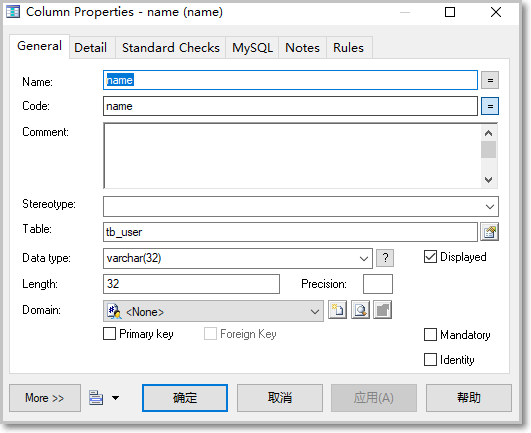 Column Properties - name (name)
General Detail Standard Checks MySQL Notes Rules
Name: name =
Code: name =
Comment:
Stereotype:
Table: tb_user
Data type: varchar(32) ? Displayed
Length: 32 Precision:
Domain: <None>
Primary key Foreign Key Mandatory
Identity
More >> 确定 取消 应用(A) 帮助